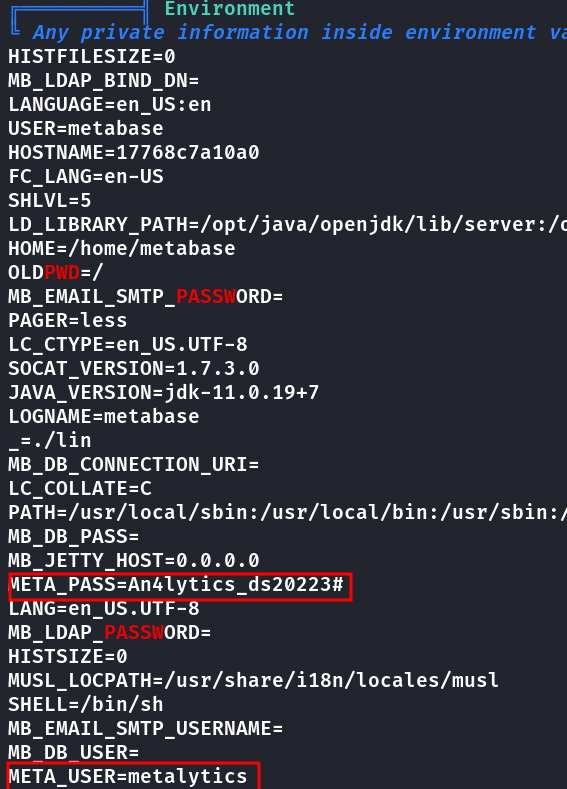 Environment
Any private information inside environment va
HISTFILESIZE=0
MB_LDAP_BIND_DN=
LANGUAGE=en_US:en
USER=metabase
HOSTNAME=17768c7a10a0
FC_LANG=en-US
SHLVL=5
LD_LIBRARY_PATH=/opt/java/openjdk/lib/server:/o
HOME=/home/metabase
OLDPWD=/
MB_EMAIL_SMTP_PASSWORD=
PAGER=less
LC_CTYPE=en_US.UTF-8
SOCAT_VERSION=1.7.3.0
JAVA_VERSION=jdk-11.0.19+7
LOGNAME=metabase
_=./lin
MB_DB_CONNECTION_URI=
LC_COLLATE=C
PATH=/usr/local/sbin:/usr/local/bin:/usr/sbin:/
MB_DB_PASS=
MB_JETTY_HOST=0.0.0.0
META_PASS=An4lytics_ds20223#
LANG=en_US.UTF-8
MB_LDAP_PASSWORD=
HISTSIZE=0
MUSL_LOCPATH=/usr/share/i18n/locales/musl
SHELL=/bin/sh
MB_EMAIL_SMTP_USERNAME=
MB_DB_USER=
META_USER=metalytics